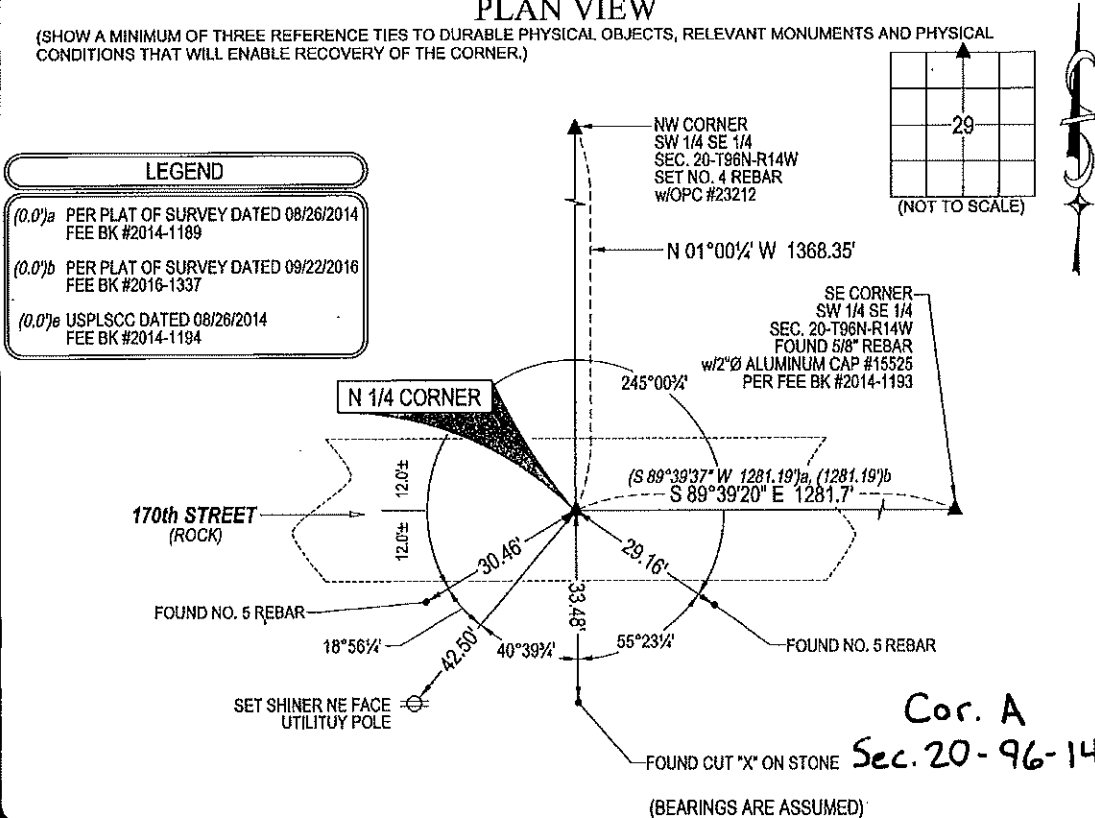 PLAN VIEW
(SHOW A MINIMUM OF THREE REFERENCE TIES TO DURABLE PHYSICAL OBJECTS, RELEVANT MONUMENTS AND PHYSICAL
CONDITIONS THAT WILL ENABLE RECOVERY OF THE CORNER.)
29
(NOT TO SCALE)
NW CORNER
SW 1/4 SE 1/4
SEC. 20-T96N-R14W
SET NO. 4 REBAR
w/OPC #23212
LEGEND
(0.0')a PER PLAT OF SURVEY DATED 08/26/2014
FEE BK #2014-1189
(0.0')b PER PLAT OF SURVEY DATED 09/22/2016
FEE BK #2016-1337
(0.0')e USPLSCC DATED 08/26/2014
FEE BK #2014-1194
N 01°00¼' W 1368.35'
SE CORNER
SW 1/4 SE 1/4
SEC. 20-T96N-R14W
FOUND 5/8" REBAR
w/2"Ø ALUMINUM CAP #15525
PER FEE BK #2014-1193
245°00¾'
N 1/4 CORNER
(S 89°39'37" W 1281.19')a, (1281.19')b
S 89°39'20" E 1281.7'
12.0'±
12.0'±
170th STREET
(ROCK)
30.46'
29.16'
33.48'
42.50'
FOUND NO. 5 REBAR
18°56¼'
40°39¾'
55°23¼'
FOUND NO. 5 REBAR
SET SHINER NE FACE
UTILITUY POLE
FOUND CUT "X" ON STONE
Cor. A
Sec. 20-96-14
(BEARINGS ARE ASSUMED)